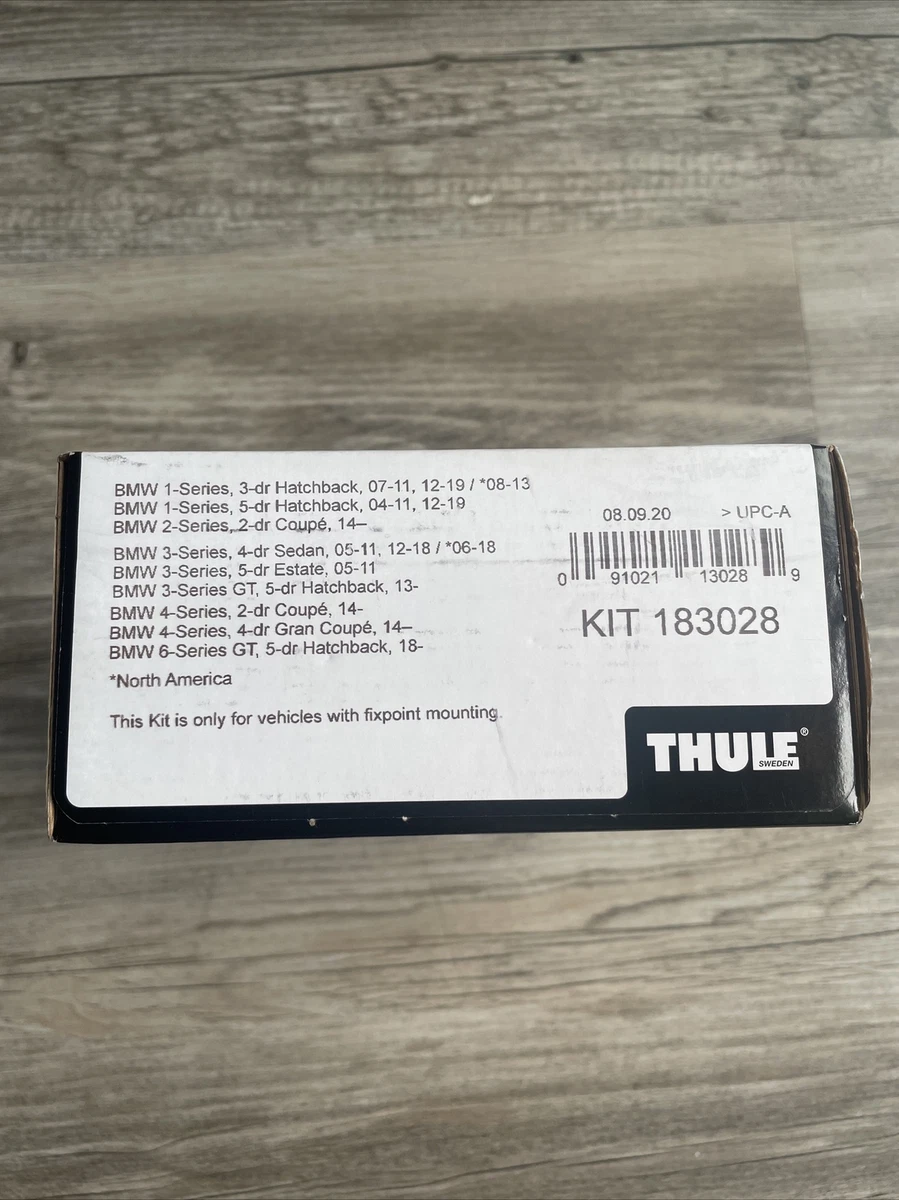 BMW 1-Series, 3-dr Hatchback, 07-11, 12-19 / *08-13
BMW 1-Series, 5-dr Hatchback, 04-11, 12-19
BMW 2-Series, 2-dr Coupé, 14–
BMW 3-Series, 4-dr Sedan, 05-11, 12-18 / *06-18
BMW 3-Series, 5-dr Estate, 05-11
BMW 3-Series GT, 5-dr Hatchback, 13-
BMW 4-Series, 2-dr Coupé, 14-
BMW 4-Series, 4-dr Gran Coupé, 14–
BMW 6-Series GT, 5-dr Hatchback, 18-
*North America
This Kit is only for vehicles with fixpoint mounting.
08.09.20 > UPC-A
0 91021 13028 9
KIT 183028
THULE®
SWEDEN